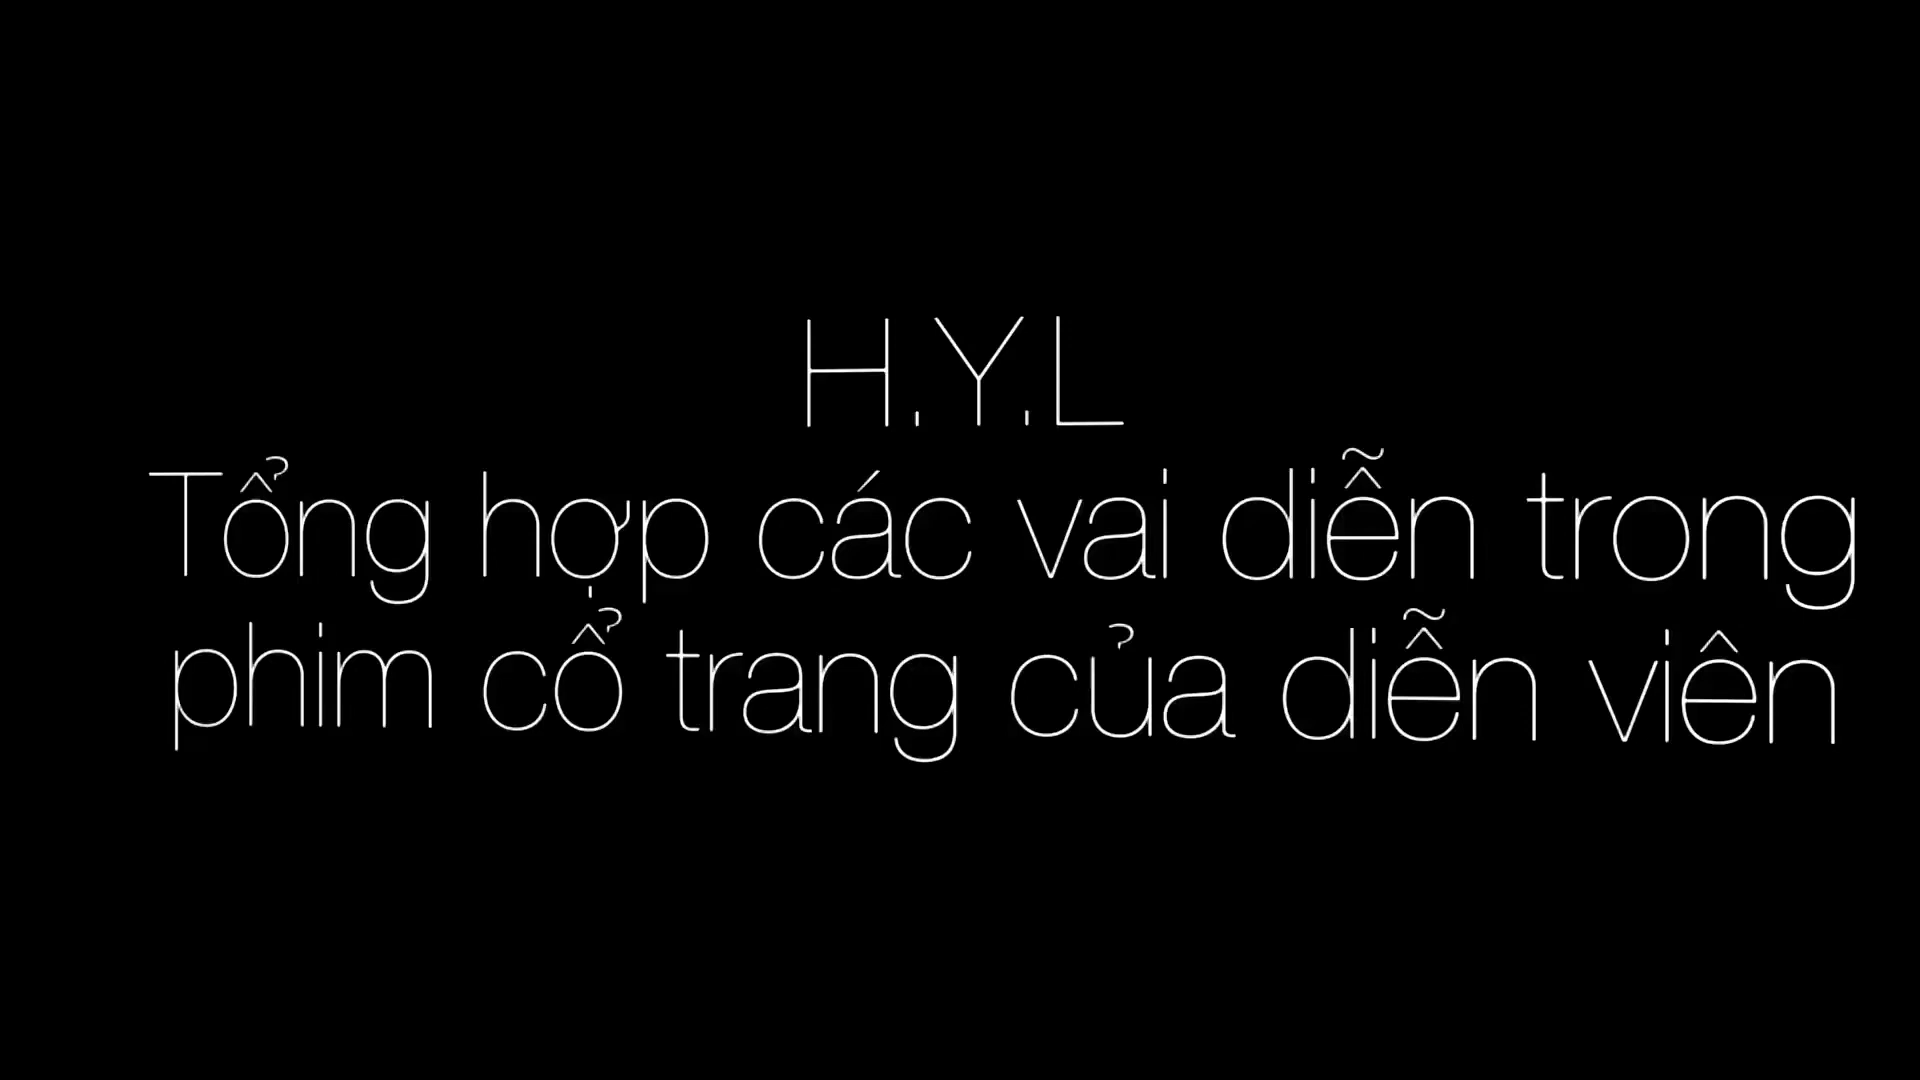 H.Y.L
Tổng hợp các vai diễn trong
phim cổ trang của diễn viên